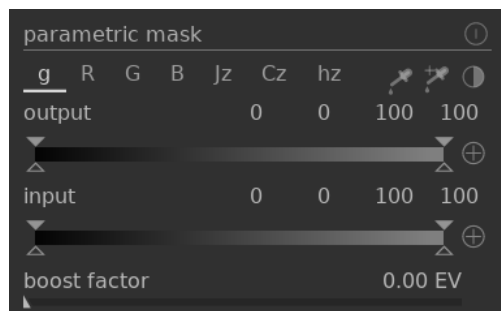 parametric mask
g R G B Jz Cz hz
output 0 0 100 100
input 0 0 100 100
boost factor 0.00 EV